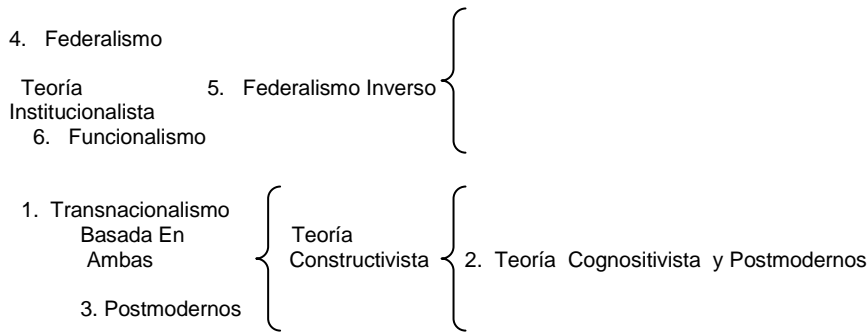 4. Federalismo
Teoría 5. Federalismo Inverso
Institucionalista
6. Funcionalismo
1. Transnacionalismo
Basada En Teoría
Ambas Constructivista 2. Teoría Cognositivista y Postmodernos
3. Postmodernos